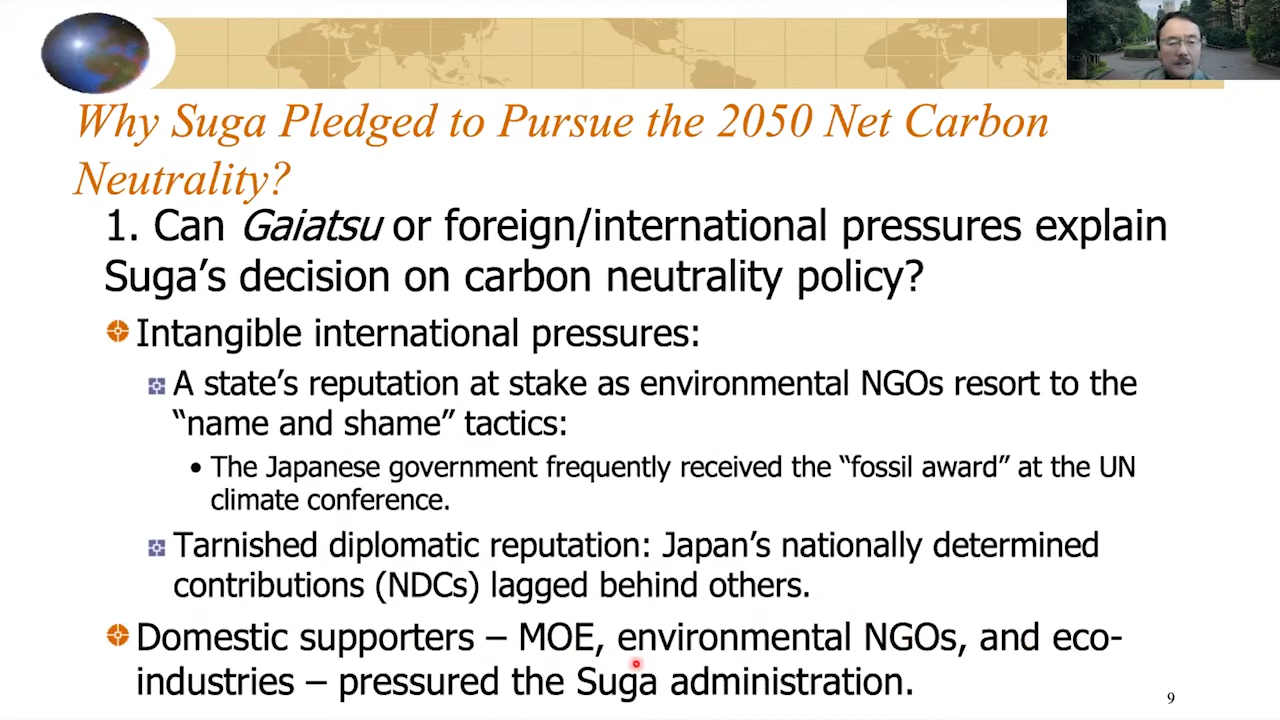 Why Suga Pledged to Pursue the 2050 Net Carbon
Neutrality?
1. Can Gaiatsu or foreign/international pressures explain
Suga’s decision on carbon neutrality policy?
Intangible international pressures:
A state’s reputation at stake as environmental NGOs resort to the
“name and shame” tactics:
• The Japanese government frequently received the “fossil award” at the UN
climate conference.
Tarnished diplomatic reputation: Japan’s nationally determined
contributions (NDCs) lagged behind others.
Domestic supporters – MOE, environmental NGOs, and eco-
industries – pressured the Suga administration.
9